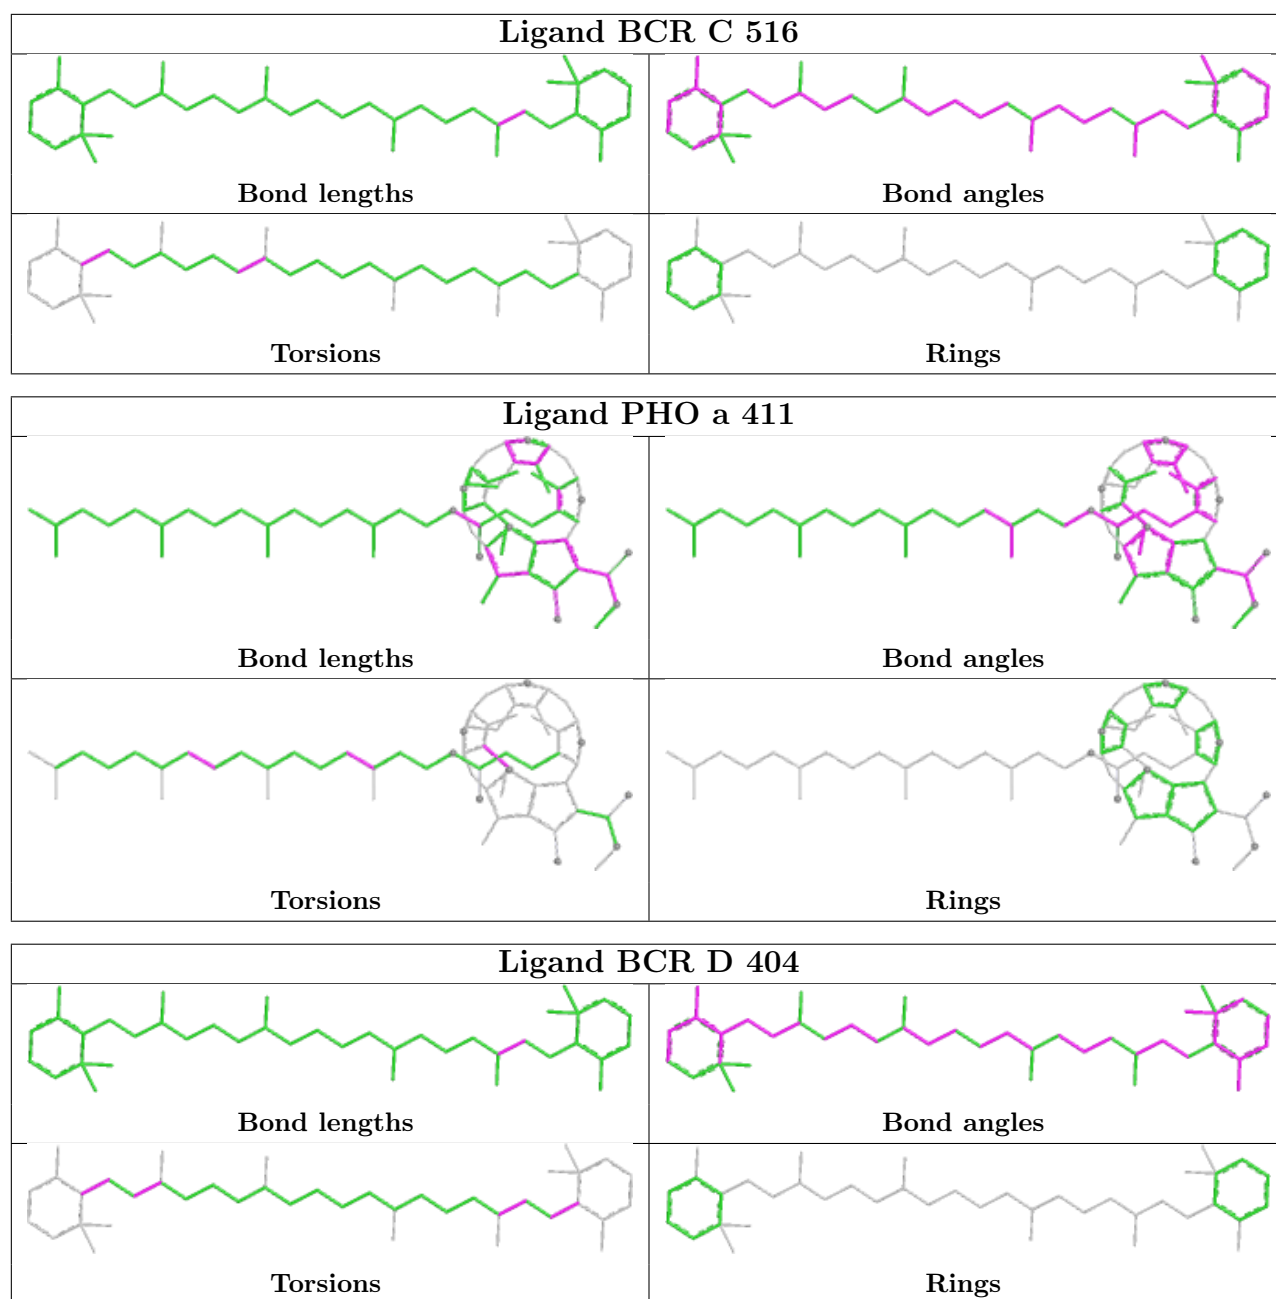 Ligand BCR C 516
Bond lengths
Bond angles
Torsions
Rings
Ligand PHO a 411
Bond lengths
Bond angles
Torsions
Rings
Ligand BCR D 404
Bond lengths
Bond angles
Torsions
Rings